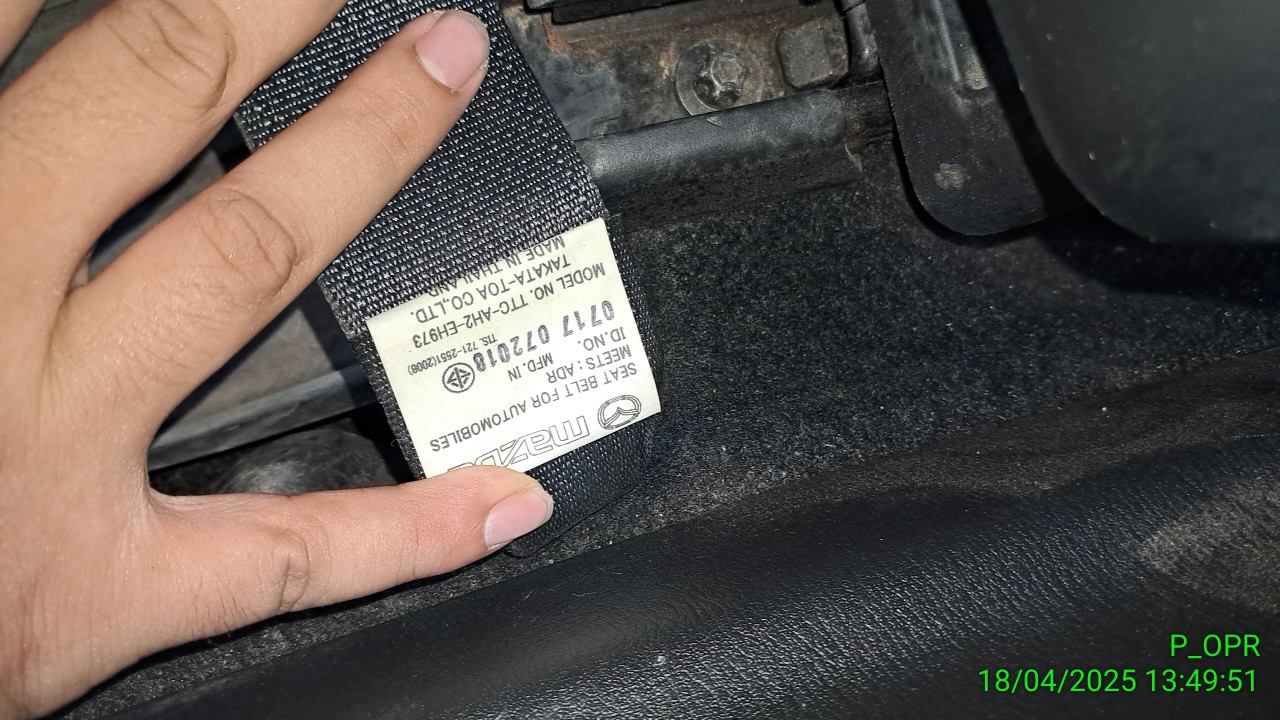 mazda
SEAT BELT FOR AUTOMOBILES
MEETS : ADR
ID.NO. MFD.IN
0717 072018
TIS. 721-2551(2008)
MODEL NO. TTC-AH2-EH973
TAKATA-TOA CO.,LTD.
MADE IN THAILAND
P_OPR
18/04/2025 13:49:51